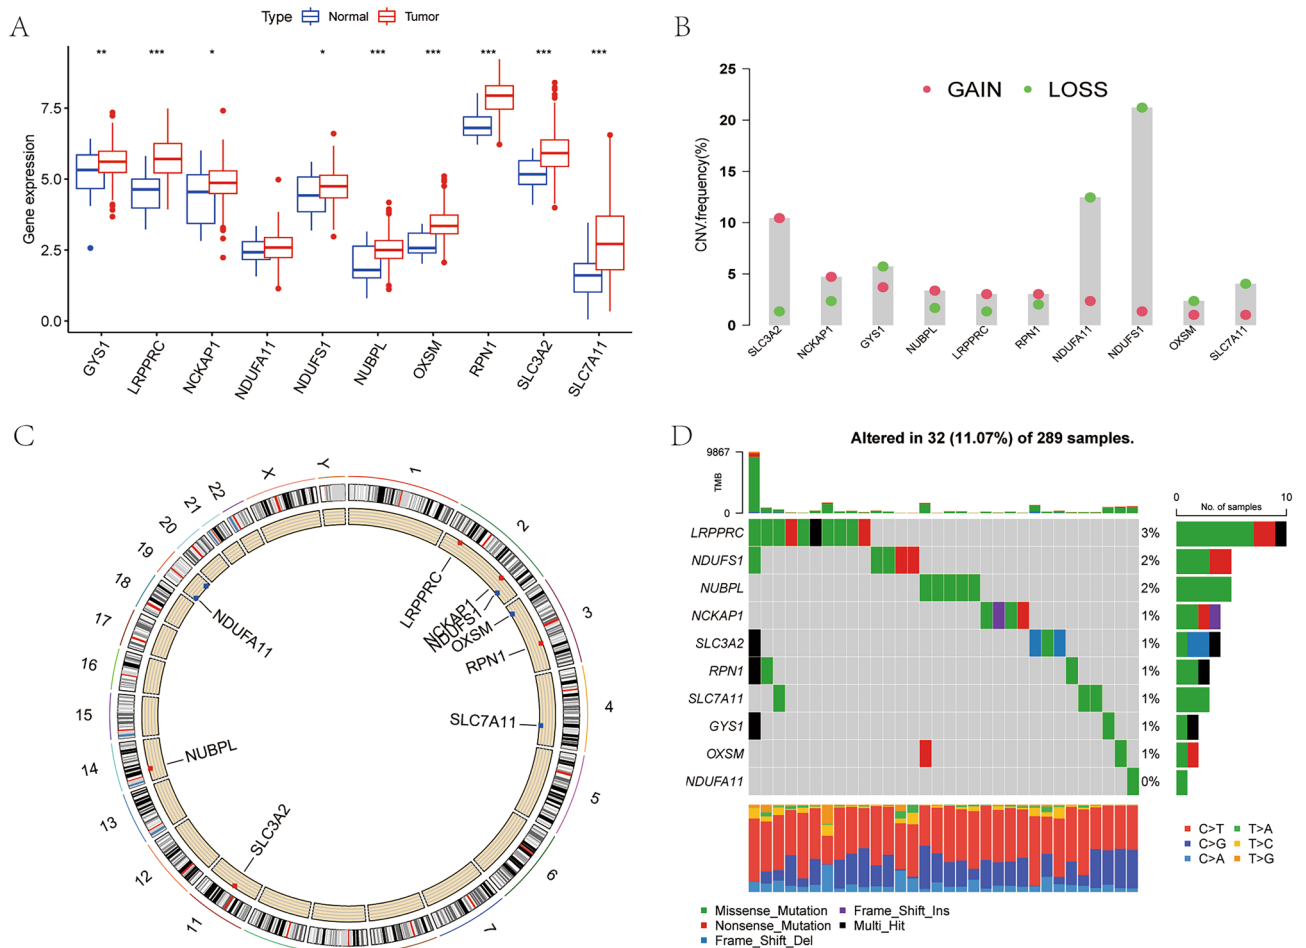 A
Type Normal Tumor
** *** * * *** *** *** *** ***
Gene expression
7.5
5.0
2.5
0.0
GYS1
LRPPRC
NCKAP1
NDUFA11
NDUFS1
NUBPL
OXSM
RPN1
SLC3A2
SLC7A11
B
GAIN LOSS
CNV.frequency(%)
25
20
15
10
5
0
SLC3A2
NCKAP1
GYS1
NUBPL
LRPPRC
RPN1
NDUFA11
NDUFS1
OXSM
SLC7A11
C
1
2
3
4
5
6
7
11
12
13
14
15
16
17
18
19
20
21
22
X
Y
LRPPRC
NCKAP1
NDUFS1
OXSM
RPN1
SLC7A11
SLC3A2
NUBPL
NDUFA11
D
Altered in 32 (11.07%) of 289 samples.
9867
TMB
0
0 10
No. of samples
LRPPRC 3%
NDUFS1 2%
NUBPL 2%
NCKAP1 1%
SLC3A2 1%
RPN1 1%
SLC7A11 1%
GYS1 1%
OXSM 1%
NDUFA11 0%
C>T T>A
C>G T>C
C>A T>G
Missense_Mutation Frame_Shift_Ins
Nonsense_Mutation Multi_Hit
Frame_Shift_Del